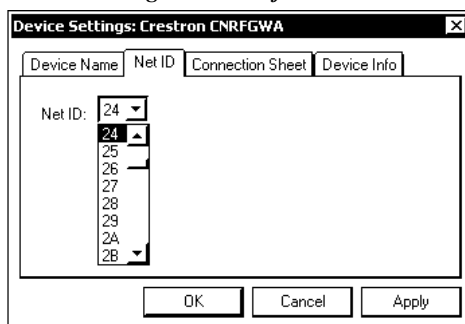 Device Settings: Crestron CNRFGWA
Device Name Net ID Connection Sheet Device Info
Net ID: 24
24
25
26
27
28
29
2A
2B
OK Cancel Apply